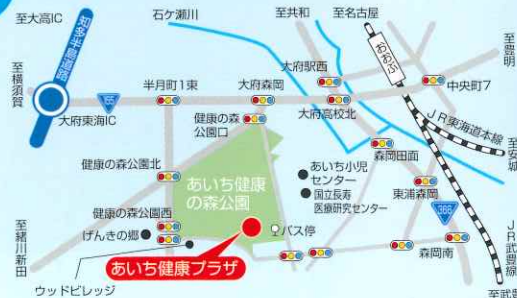 至大高IC
知多半島道路
石ケ瀬川
至共和
至名古屋
至豊明
おおぶ
至横須賀
155
大府東海IC
半月町1東
大府森岡
大府駅西
大府高校北
中央町7
JR東海道本線
至安城
健康の森
公園口
健康の森公園北
あいち健康
の森公園
あいち小児
センター
国立長寿
医療研究センター
森岡田面
東浦森岡
366
健康の森公園西
げんきの郷
バス停
森岡南
JR武豊線
至緒川新田
あいち健康プラザ
ウッドビレッジ
至武豊